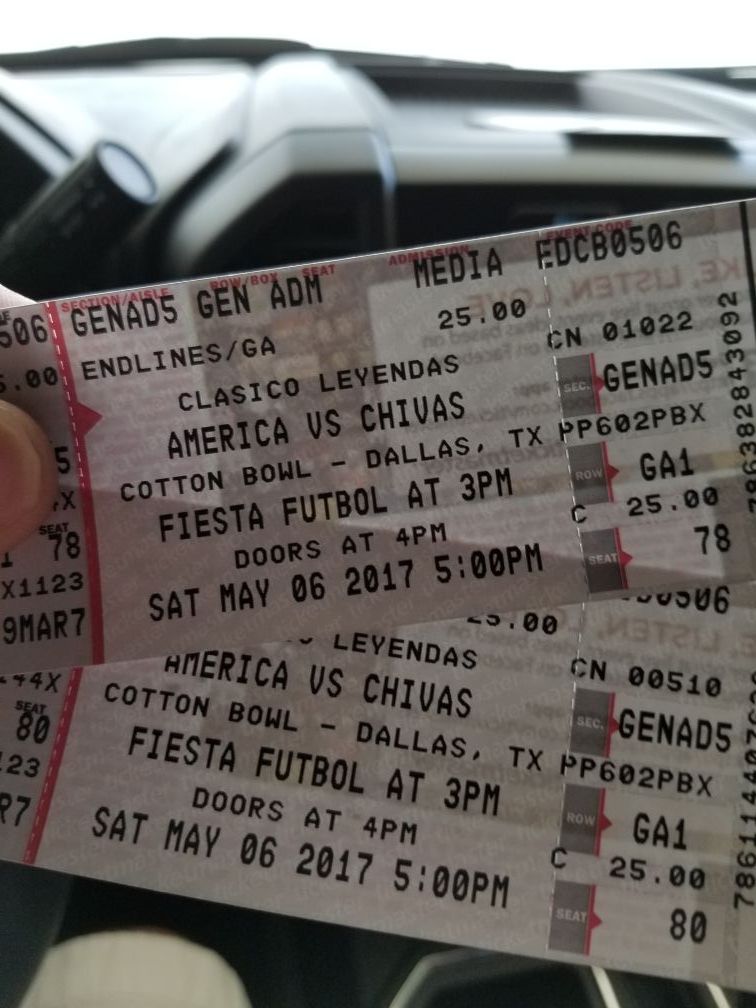 SECTION/AISLE ROW/BOX SEAT ADMISSION EVENT CODE
GENAD5 GEN ADM MEDIA EDCB0506
25.00
ENDLINES/GA
CN 01022
CLASICO LEYENDAS
SEC. GENAD5
AMERICA VS CHIVAS
PP602PBX
COTTON BOWL - DALLAS, TX
ROW GA1
FIESTA FUTBOL AT 3PM
C 25.00
DOORS AT 4PM
SEAT 78
SAT MAY 06 2017 5:00PM
SEAT
78
X1123
9MAR7
25.00
LEYENDAS
CN 00510
AMERICA VS CHIVAS
SEC. GENAD5
COTTON BOWL - DALLAS, TX
PP602PBX
FIESTA FUTBOL AT 3PM
ROW GA1
DOORS AT 4PM
C 25.00
SAT MAY 06 2017 5:00PM
SEAT 80
44X
SEAT
80
123
R7